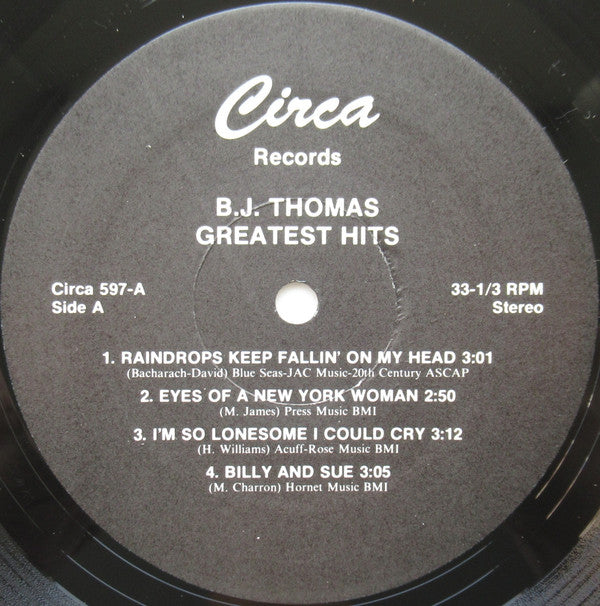 Circa
Records
B.J. THOMAS
GREATEST HITS
Circa 597-A
Side A
33-1/3 RPM
Stereo
1. RAINDROPS KEEP FALLIN' ON MY HEAD 3:01
(Bacharach-David) Blue Seas-JAC Music-20th Century ASCAP
2. EYES OF A NEW YORK WOMAN 2:50
(M. James) Press Music BMI
3. I'M SO LONESOME I COULD CRY 3:12
(H. Williams) Acuff-Rose Music BMI
4. BILLY AND SUE 3:05
(M. Charron) Hornet Music BMI